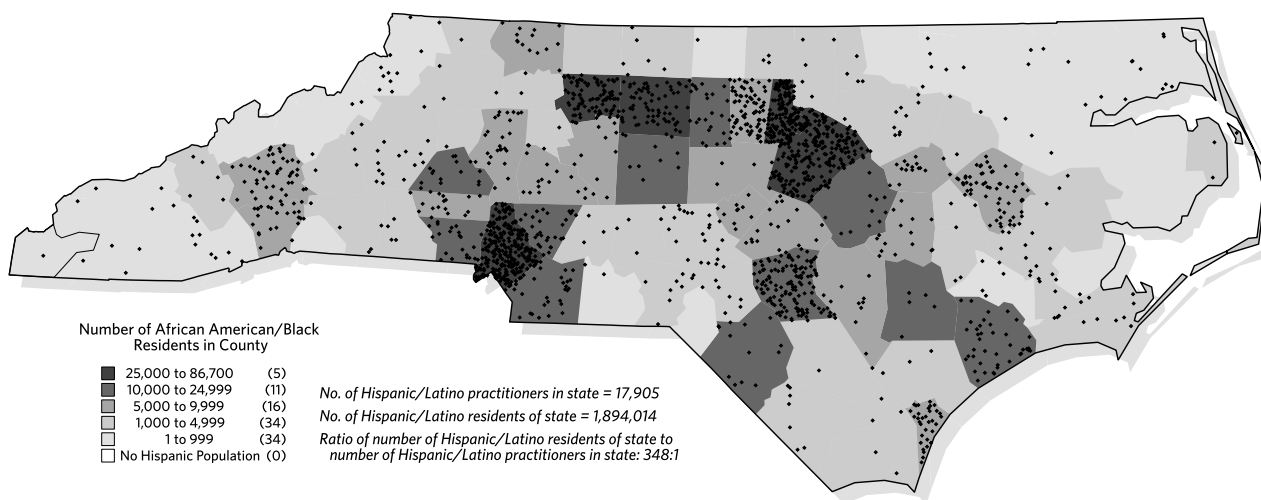 Number of African American/Black
Residents in County
25,000 to 86,700 (5)
10,000 to 24,999 (11)
5,000 to 9,999 (16)
1,000 to 4,999 (34)
1 to 999 (34)
No Hispanic Population (0)
No. of Hispanic/Latino practitioners in state = 17,905
No. of Hispanic/Latino residents of state = 1,894,014
Ratio of number of Hispanic/Latino residents of state to
number of Hispanic/Latino practitioners in state: 348:1